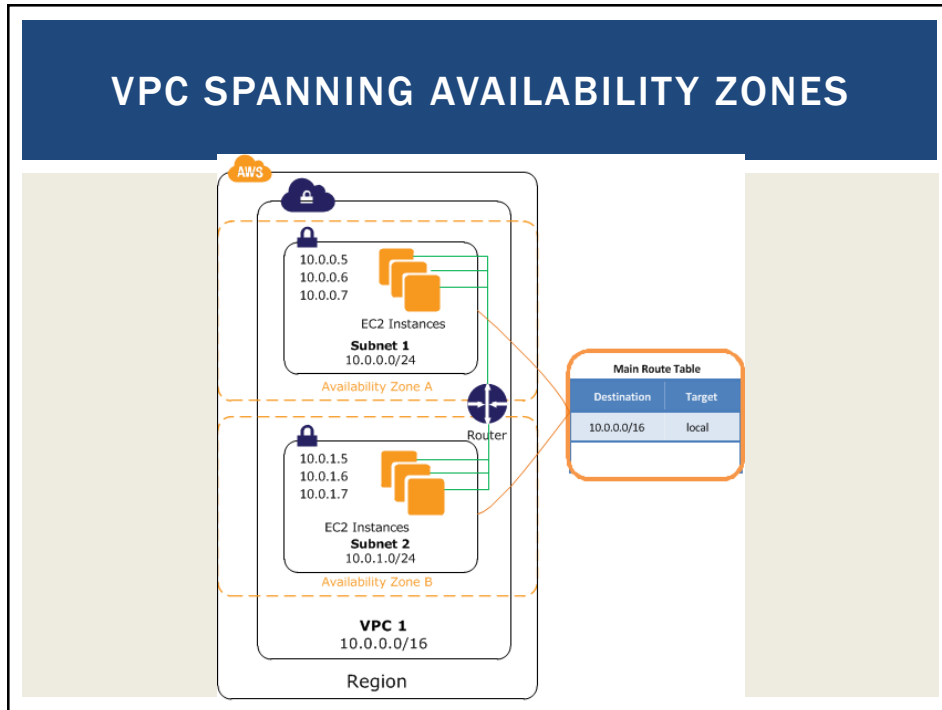 VPC SPANNING AVAILABILITY ZONES
AWS
10.0.0.5
10.0.0.6
10.0.0.7
EC2 Instances
Subnet 1
10.0.0.0/24
Availability Zone A
Router
10.0.1.5
10.0.1.6
10.0.1.7
EC2 Instances
Subnet 2
10.0.1.0/24
Availability Zone B
VPC 1
10.0.0.0/16
Region
Main Route Table
Destination Target
10.0.0.0/16 local